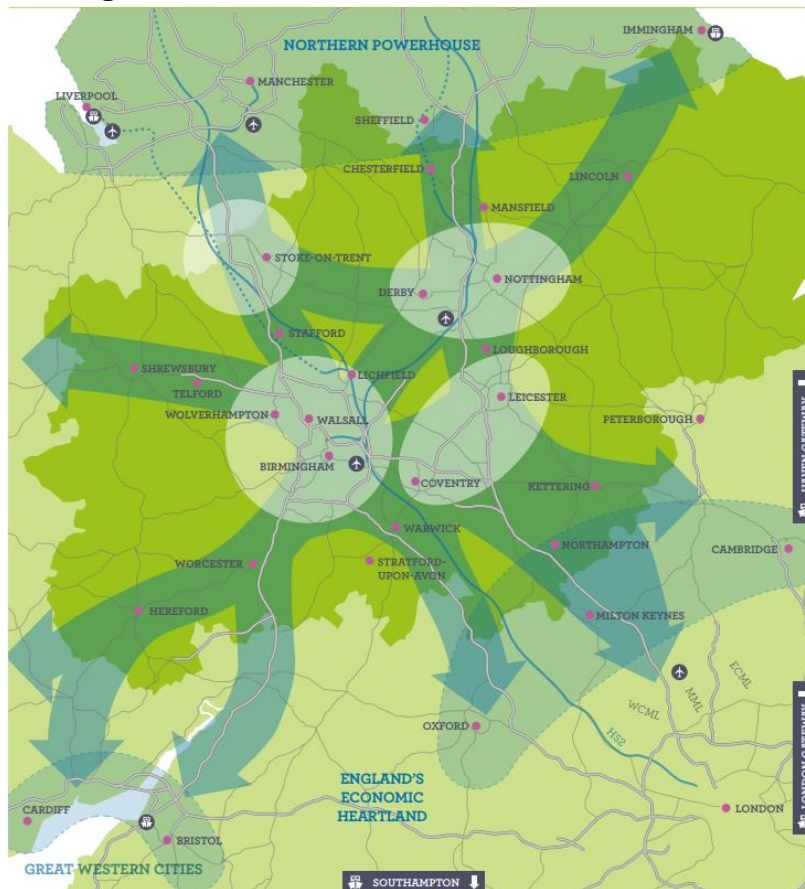 IMMINGHAM
NORTHERN POWERHOUSE
MANCHESTER
LIVERPOOL
SHEFFIELD
CHESTERFIELD
LINCOLN
MANSFIELD
STOKE-ON-TRENT
NOTTINGHAM
DERBY
STAFFORD
LOUGHBOROUGH
SHREWSBURY
LICHFIELD
TELFORD
LEICESTER
WOLVERHAMPTON
WALSALL
PETERBOROUGH
BIRMINGHAM
COVENTRY
KETTERING
WARWICK
NORTHAMPTON
CAMBRIDGE
WORCESTER
STRATFORD-
UPON-AVON
HEREFORD
MILTON KEYNES
ECML
MML
WCML
OXFORD
HS2
LONDON GATEWAY
ENGLAND'S
ECONOMIC
HEARTLAND
CARDIFF
LONDON
BRISTOL
GREAT WESTERN CITIES
SOUTHAMPTON